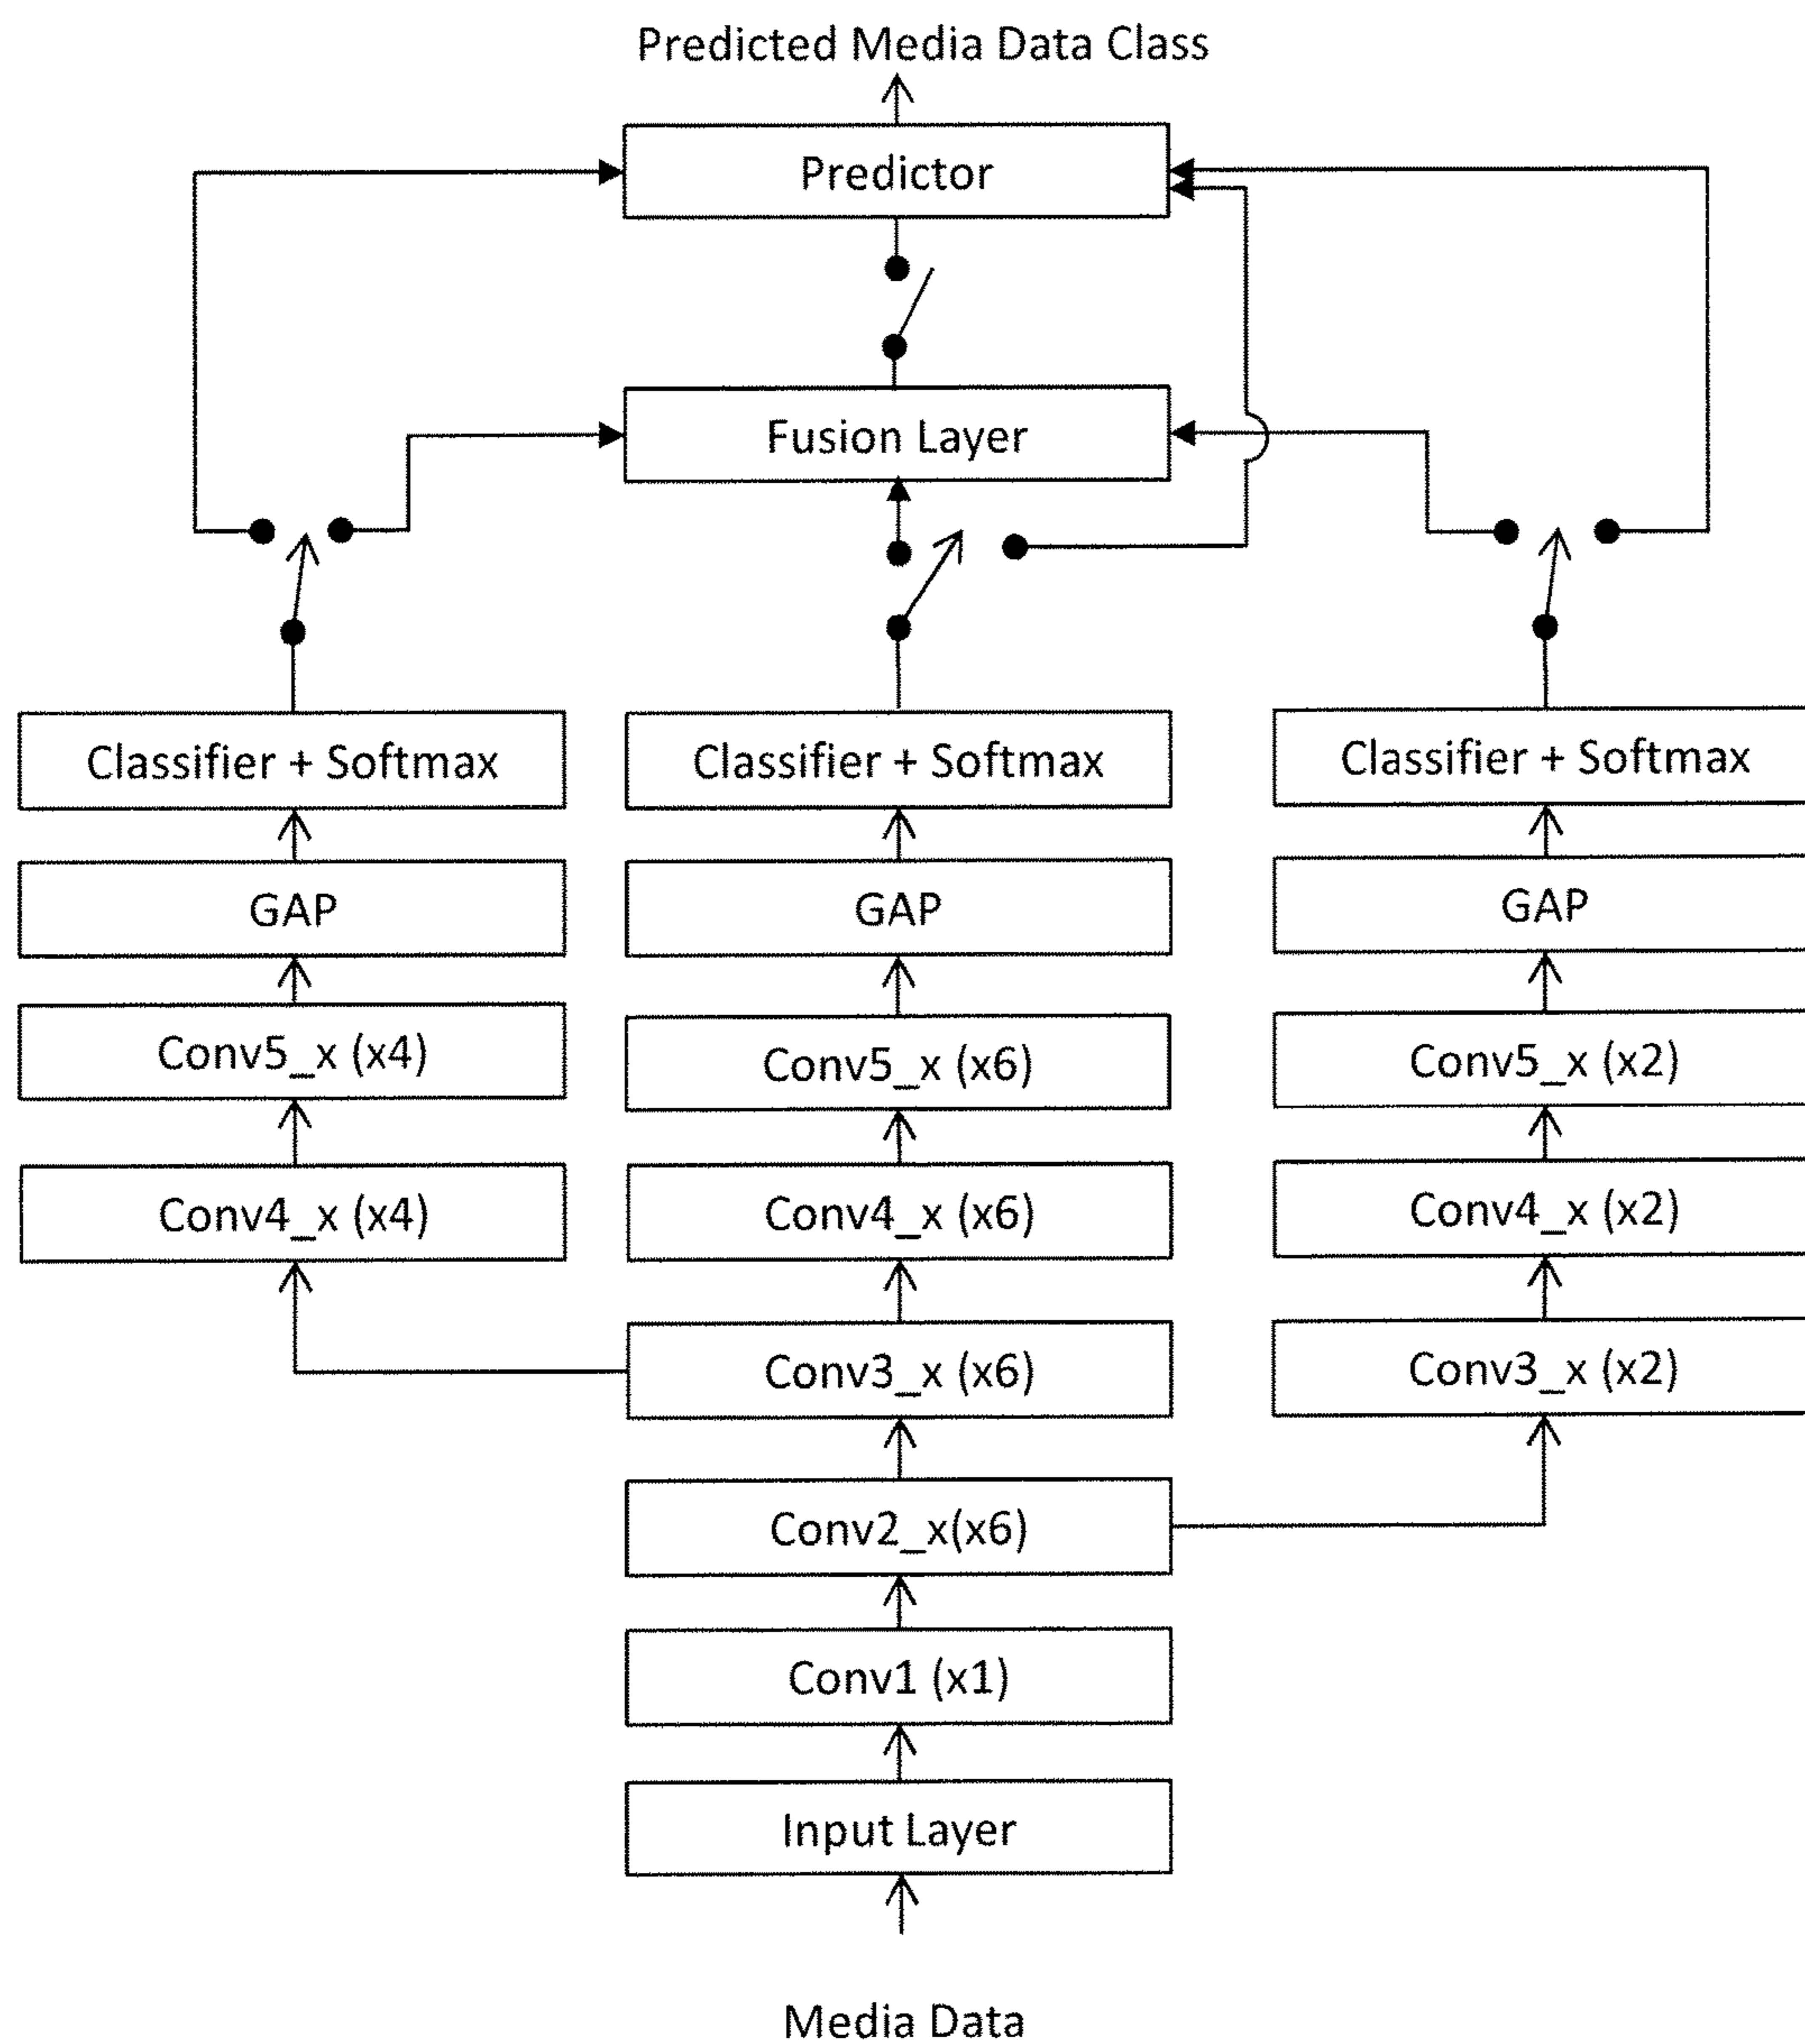 Predicted Media Data Class
Predictor
Fusion Layer
Classifier + Softmax
Classifier + Softmax
Classifier + Softmax
GAP
GAP
GAP
Conv5_x (x4)
Conv5_x (x6)
Conv5_x (x2)
Conv4_x (x4)
Conv4_x (x6)
Conv4_x (x2)
Conv3_x (x6)
Conv3_x (x2)
Conv2_x(x6)
Conv1 (x1)
Input Layer
Media Data